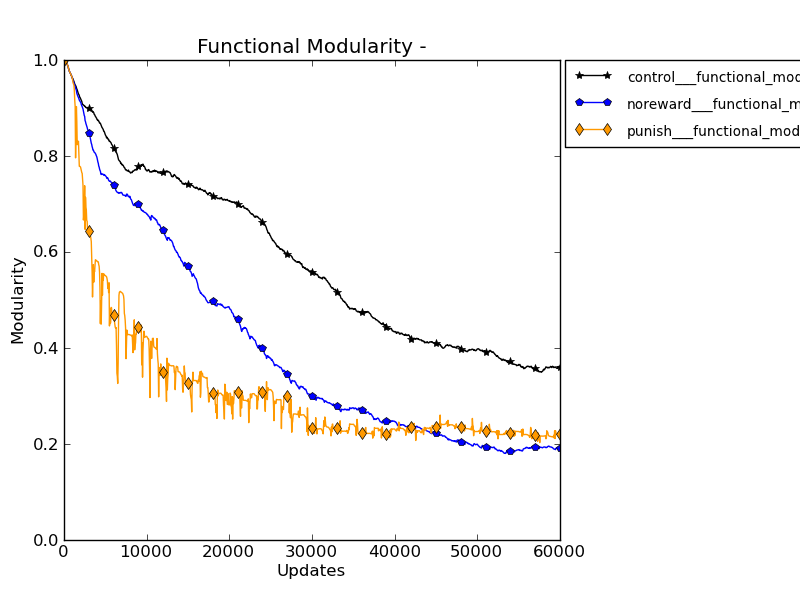 Functional Modularity -
control___functional_mod
noreward___functional_m
punish___functional_mod
1.0
0.8
0.6
0.4
0.2
0.0
Modularity
0 10000 20000 30000 40000 50000 60000
Updates